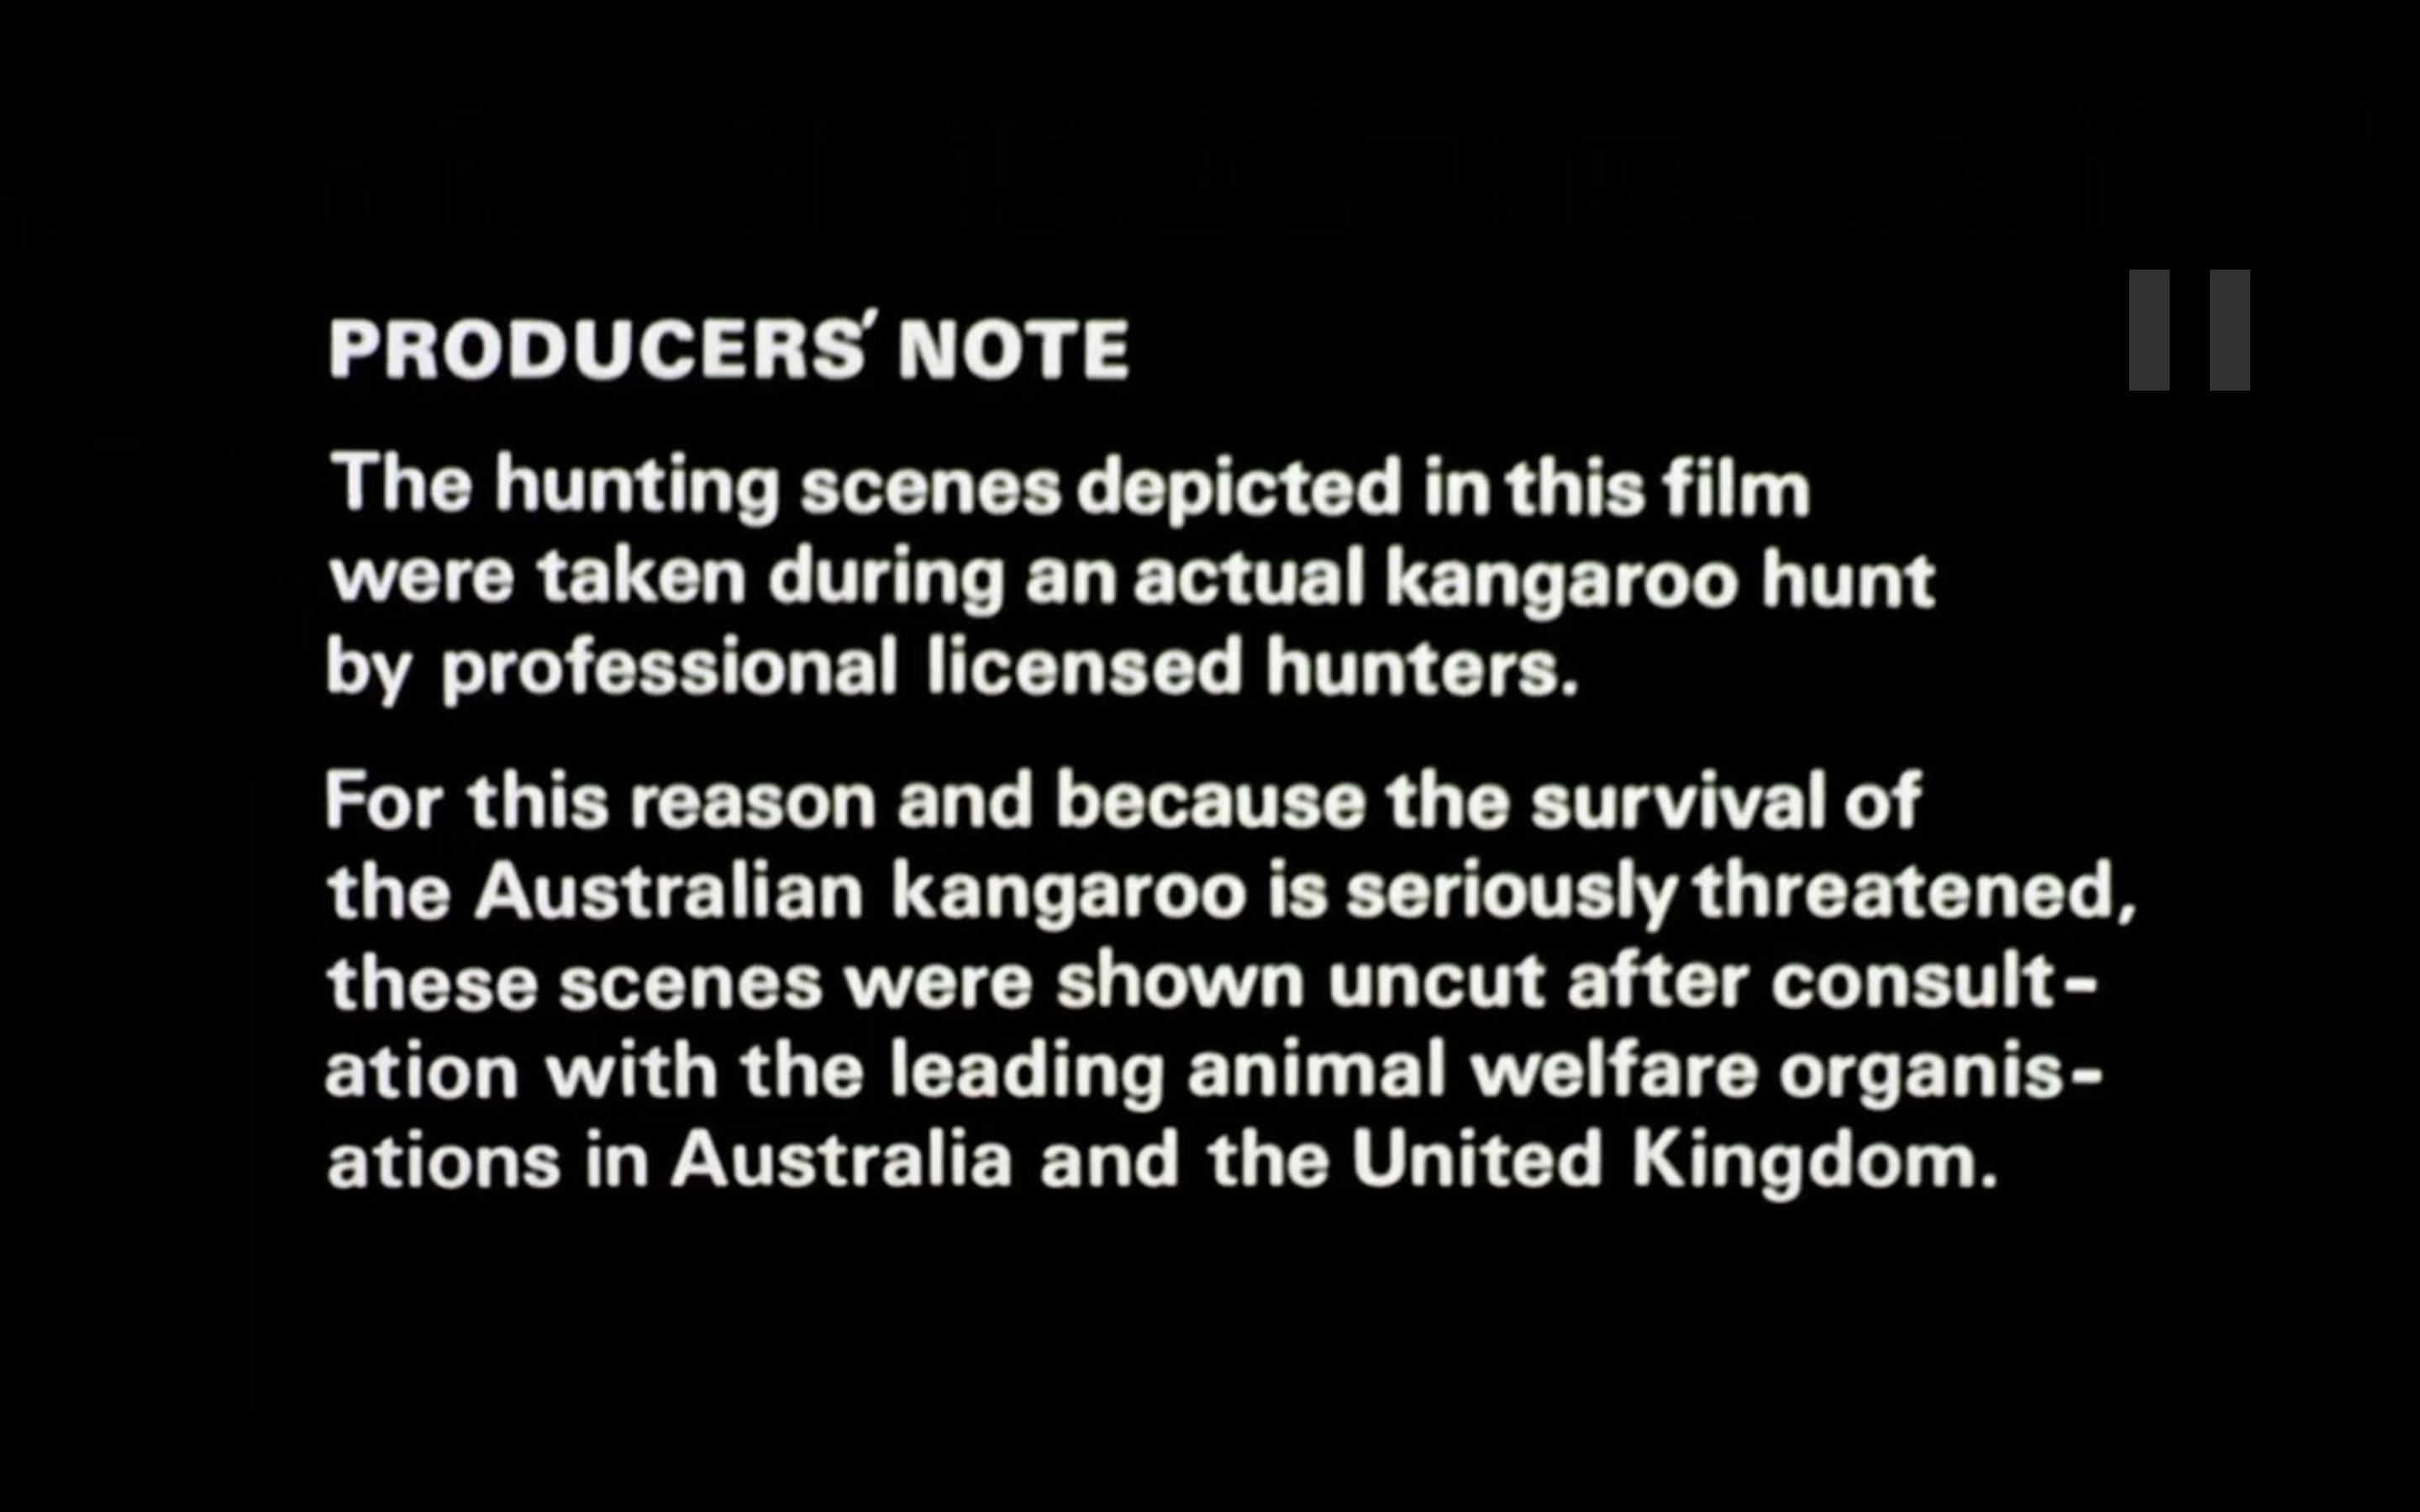 PRODUCERS' NOTE
The hunting scenes depicted in this film
were taken during an actual kangaroo hunt
by professional licensed hunters.
For this reason and because the survival of
the Australian kangaroo is seriously threatened,
these scenes were shown uncut after consult-
ation with the leading animal welfare organis-
ations in Australia and the United Kingdom.